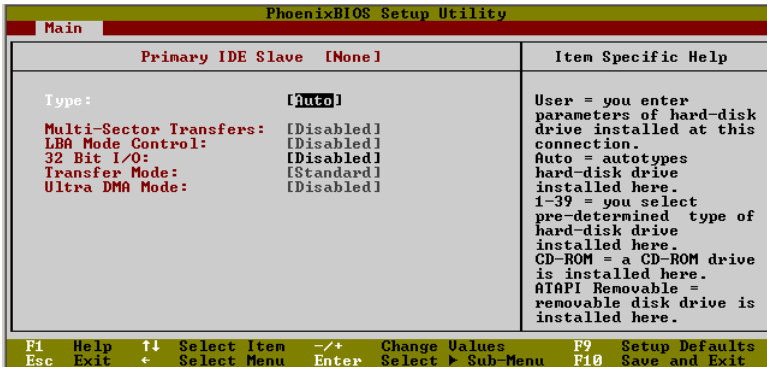 PhoenixBIOS Setup Utility
Main
Primary IDE Slave [None]
Item Specific Help
Type: [Auto]
Multi-Sector Transfers: [Disabled]
LBA Mode Control: [Disabled]
32 Bit I/O: [Disabled]
Transfer Mode: [Standard]
Ultra DMA Mode: [Disabled]
User = you enter
parameters of hard-disk
drive installed at this
connection.
Auto = autotypes
hard-disk drive
installed here.
1-39 = you select
pre-determined type of
hard-disk drive
installed here.
CD-ROM = a CD-ROM drive
is installed here.
ATAPI Removable =
removable disk drive is
installed here.
F1 Help ↑↓ Select Item -/+ Change Values F9 Setup Defaults
Esc Exit ← Select Menu Enter Select ▶ Sub-Menu F10 Save and Exit